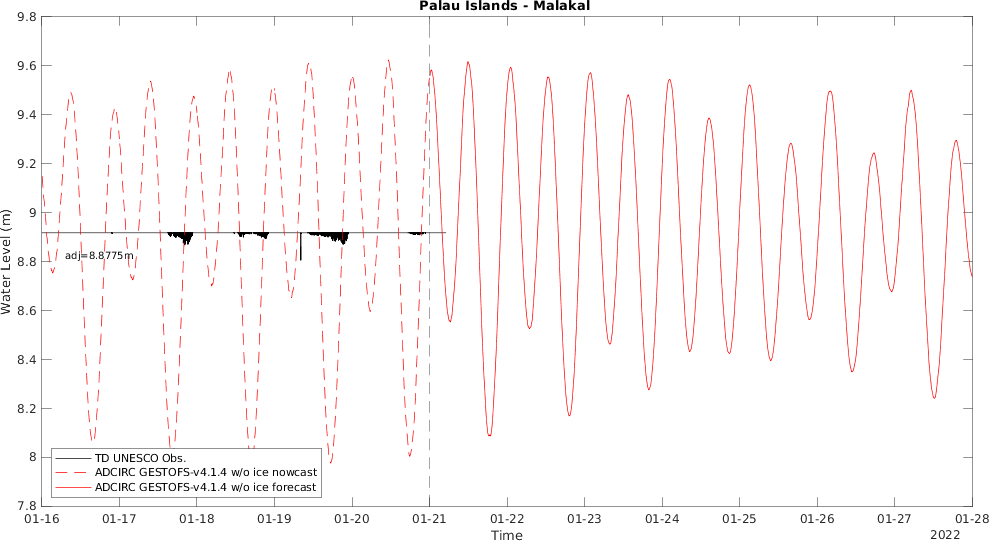 Palau Islands - Malakal
9.8
9.6
9.4
9.2
9
8.8
8.6
8.4
8.2
8
7.8
Water Level (m)
adj=8.8775m
TD UNESCO Obs.
ADCIRC GESTOFS-v4.1.4 w/o ice nowcast
ADCIRC GESTOFS-v4.1.4 w/o ice forecast
01-16 01-17 01-18 01-19 01-20 01-21 01-22 01-23 01-24 01-25 01-26 01-27 01-28
Time
2022